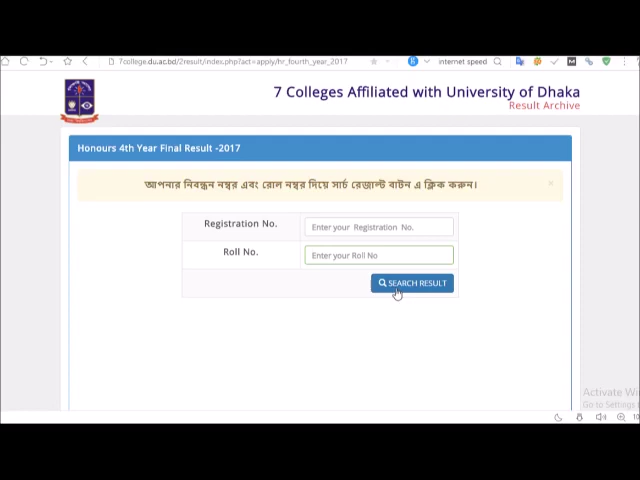 7college.du.ac.bd/2result/index.php?act=apply/hr_fourth_year_2017
internet speed
7 Colleges Affiliated with University of Dhaka
Result Archive
Honours 4th Year Final Result -2017
আপনার নিবন্ধন নম্বর এবং রোল নম্বর দিয়ে সার্চ রেজাল্ট বাটন এ ক্লিক করুন।
Registration No.
Enter your Registration No.
Roll No.
Enter your Roll No
SEARCH RESULT
Activate Wi
Go to Settings